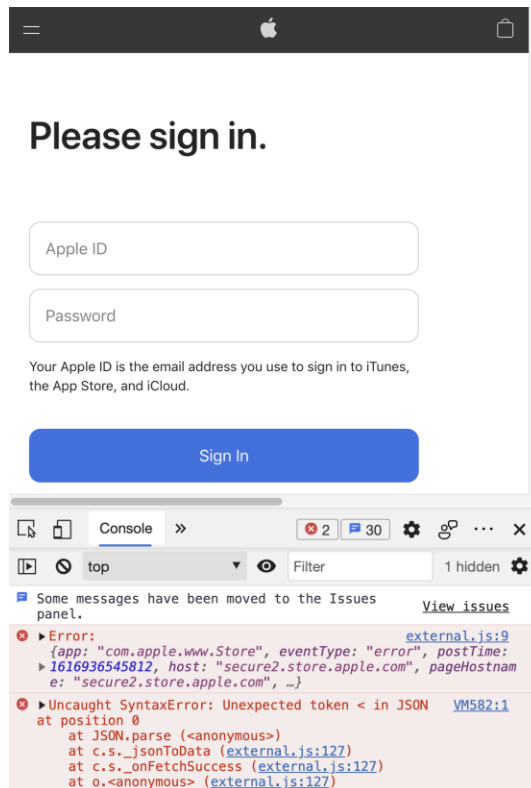 Please sign in.
Apple ID
Password
Your Apple ID is the email address you use to sign in to iTunes,
the App Store, and iCloud.
Sign In
Console »
2 30
top Filter 1 hidden
Some messages have been moved to the Issues View issues
panel.
Error: external.js:9
{app: "com.apple.www.Store", eventType: "error", postTime:
1616936545812, host: "secure2.store.apple.com", pageHostnam
e: "secure2.store.apple.com", …}
Uncaught SyntaxError: Unexpected token < in JSON VM582:1
at position 0
at JSON.parse (<anonymous>)
at c.s._jsonToData (external.js:127)
at c.s._onFetchSuccess (external.js:127)
at o.<anonymous> (external.js:127)